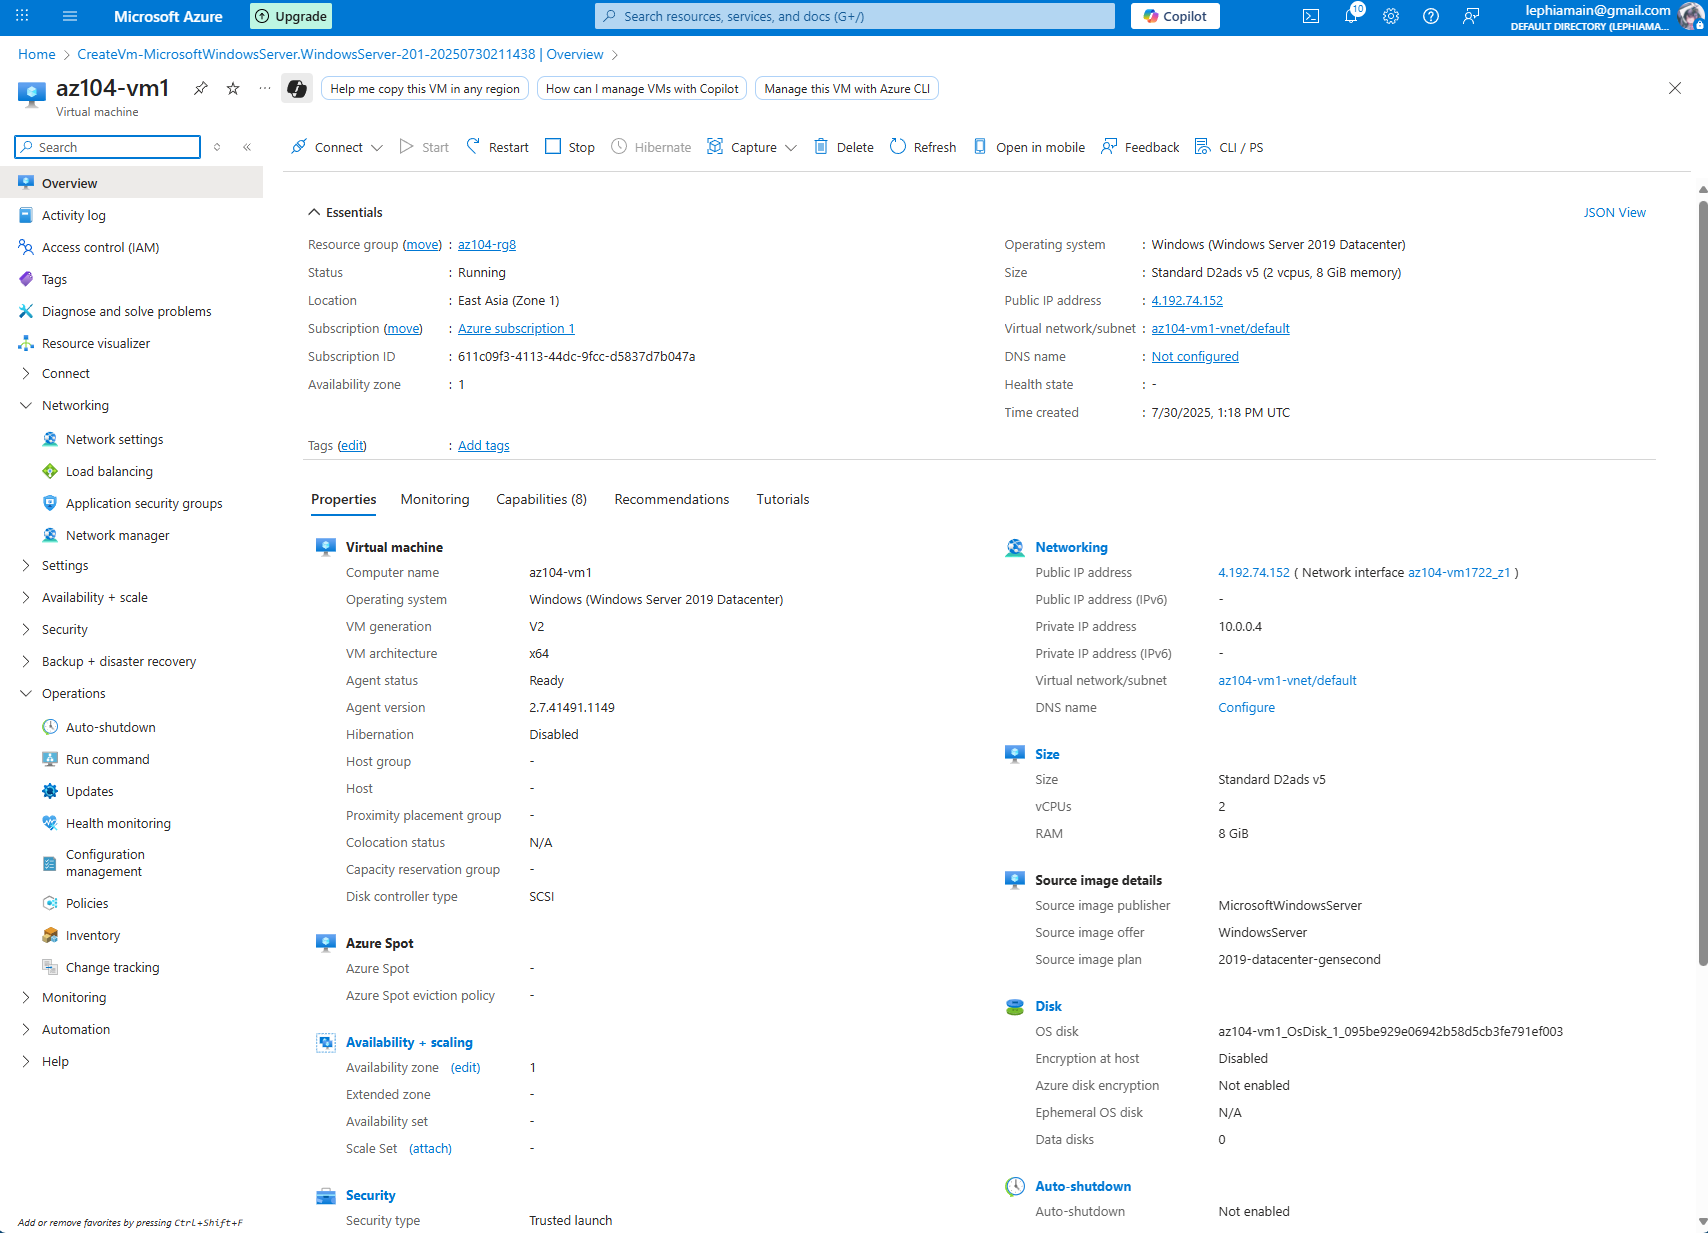 Microsoft Azure
Upgrade
Search resources, services, and docs (G+/)
Copilot
10
lephiamain@gmail.com
DEFAULT DIRECTORY (LEPHIAMA...
Home > CreateVm-MicrosoftWindowsServer.WindowsServer-201-20250730211438 | Overview >
az104-vm1
Virtual machine
Help me copy this VM in any region
How can I manage VMs with Copilot
Manage this VM with Azure CLI
Search
Connect
Start
Restart
Stop
Hibernate
Capture
Delete
Refresh
Open in mobile
Feedback
CLI / PS
Overview
Activity log
Access control (IAM)
Tags
Diagnose and solve problems
Resource visualizer
Connect
Networking
Network settings
Load balancing
Application security groups
Network manager
Settings
Availability + scale
Security
Backup + disaster recovery
Operations
Auto-shutdown
Run command
Updates
Health monitoring
Configuration
management
Policies
Inventory
Change tracking
Monitoring
Automation
Help
Add or remove favorites by pressing Ctrl+Shift+F
Essentials
JSON View
Resource group (move) : az104-rg8
Status : Running
Location : East Asia (Zone 1)
Subscription (move) : Azure subscription 1
Subscription ID : 611c09f3-4113-44dc-9fcc-d5837d7b047a
Availability zone : 1
Operating system : Windows (Windows Server 2019 Datacenter)
Size : Standard D2ads v5 (2 vcpus, 8 GiB memory)
Public IP address : 4.192.74.152
Virtual network/subnet : az104-vm1-vnet/default
DNS name : Not configured
Health state : -
Time created : 7/30/2025, 1:18 PM UTC
Tags (edit) : Add tags
Properties
Monitoring
Capabilities (8)
Recommendations
Tutorials
Virtual machine
Computer name az104-vm1
Operating system Windows (Windows Server 2019 Datacenter)
VM generation V2
VM architecture x64
Agent status Ready
Agent version 2.7.41491.1149
Hibernation Disabled
Host group -
Host -
Proximity placement group -
Colocation status N/A
Capacity reservation group -
Disk controller type SCSI
Azure Spot
Azure Spot -
Azure Spot eviction policy -
Availability + scaling
Availability zone (edit) 1
Extended zone -
Availability set -
Scale Set (attach) -
Security
Security type Trusted launch
Networking
Public IP address 4.192.74.152 ( Network interface az104-vm1722_z1 )
Public IP address (IPv6) -
Private IP address 10.0.0.4
Private IP address (IPv6) -
Virtual network/subnet az104-vm1-vnet/default
DNS name Configure
Size
Size Standard D2ads v5
vCPUs 2
RAM 8 GiB
Source image details
Source image publisher MicrosoftWindowsServer
Source image offer WindowsServer
Source image plan 2019-datacenter-gensecond
Disk
OS disk az104-vm1_OsDisk_1_095be929e06942b58d5cb3fe791ef003
Encryption at host Disabled
Azure disk encryption Not enabled
Ephemeral OS disk N/A
Data disks 0
Auto-shutdown
Auto-shutdown Not enabled